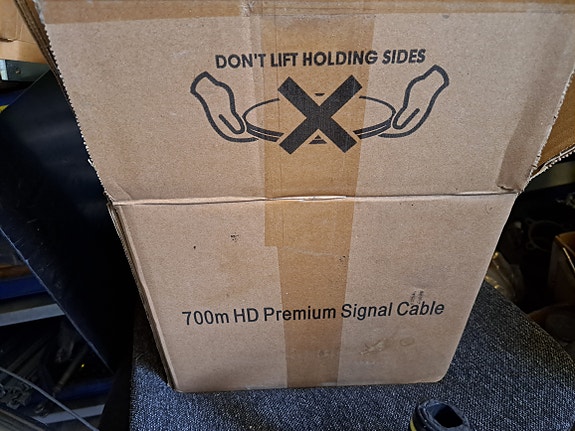 DON'T LIFT HOLDING SIDES
700m HD Premium Signal Cable